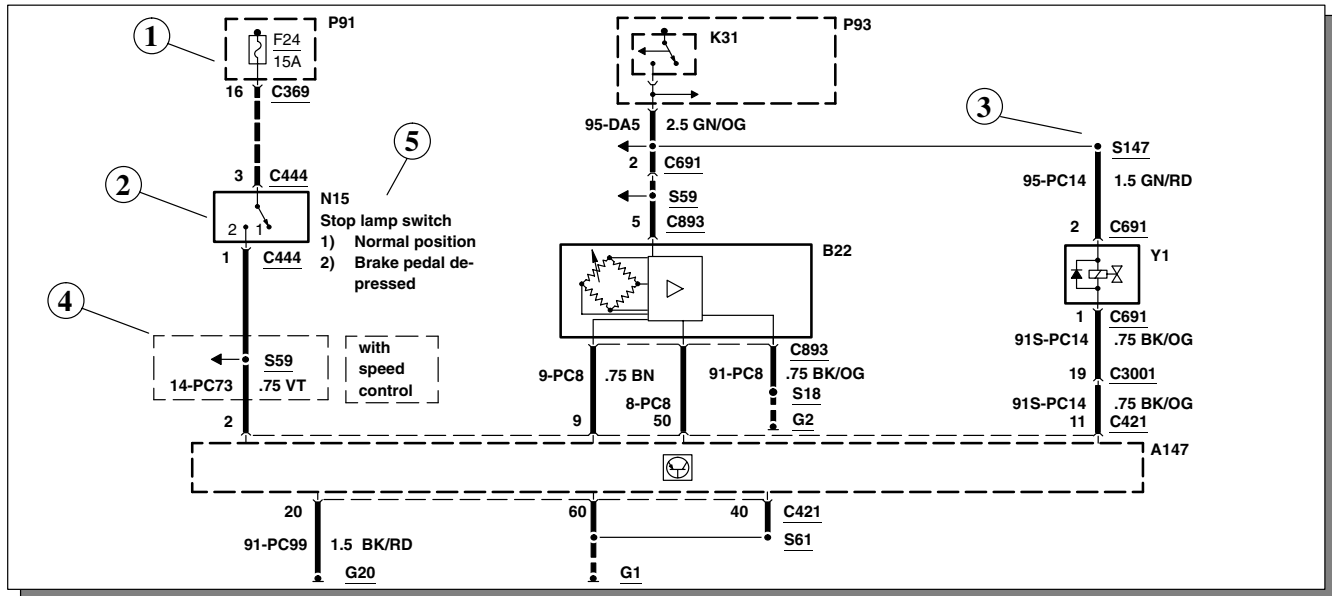 P91
P93
1
F24
15A
K31
16 C369
95-DA5 2.5 GN/OG
3
5
S147
2 C691
3 C444
95-PC14 1.5 GN/RD
2
S59
N15
5 C893
Stop lamp switch
2 1
1) Normal position
2) Brake pedal de-
pressed
2 C691
B22
Y1
1 C444
4
1 C691
91S-PC14 .75 BK/OG
S59
14-PC73 .75 VT
with
speed
control
C893
9-PC8 .75 BN
91-PC8 .75 BK/OG
19 C3001
S18
8-PC8
91S-PC14 .75 BK/OG
2
9
50
G2
11 C421
A147
20
60
40 C421
S61
91-PC99 1.5 BK/RD
G20
G1